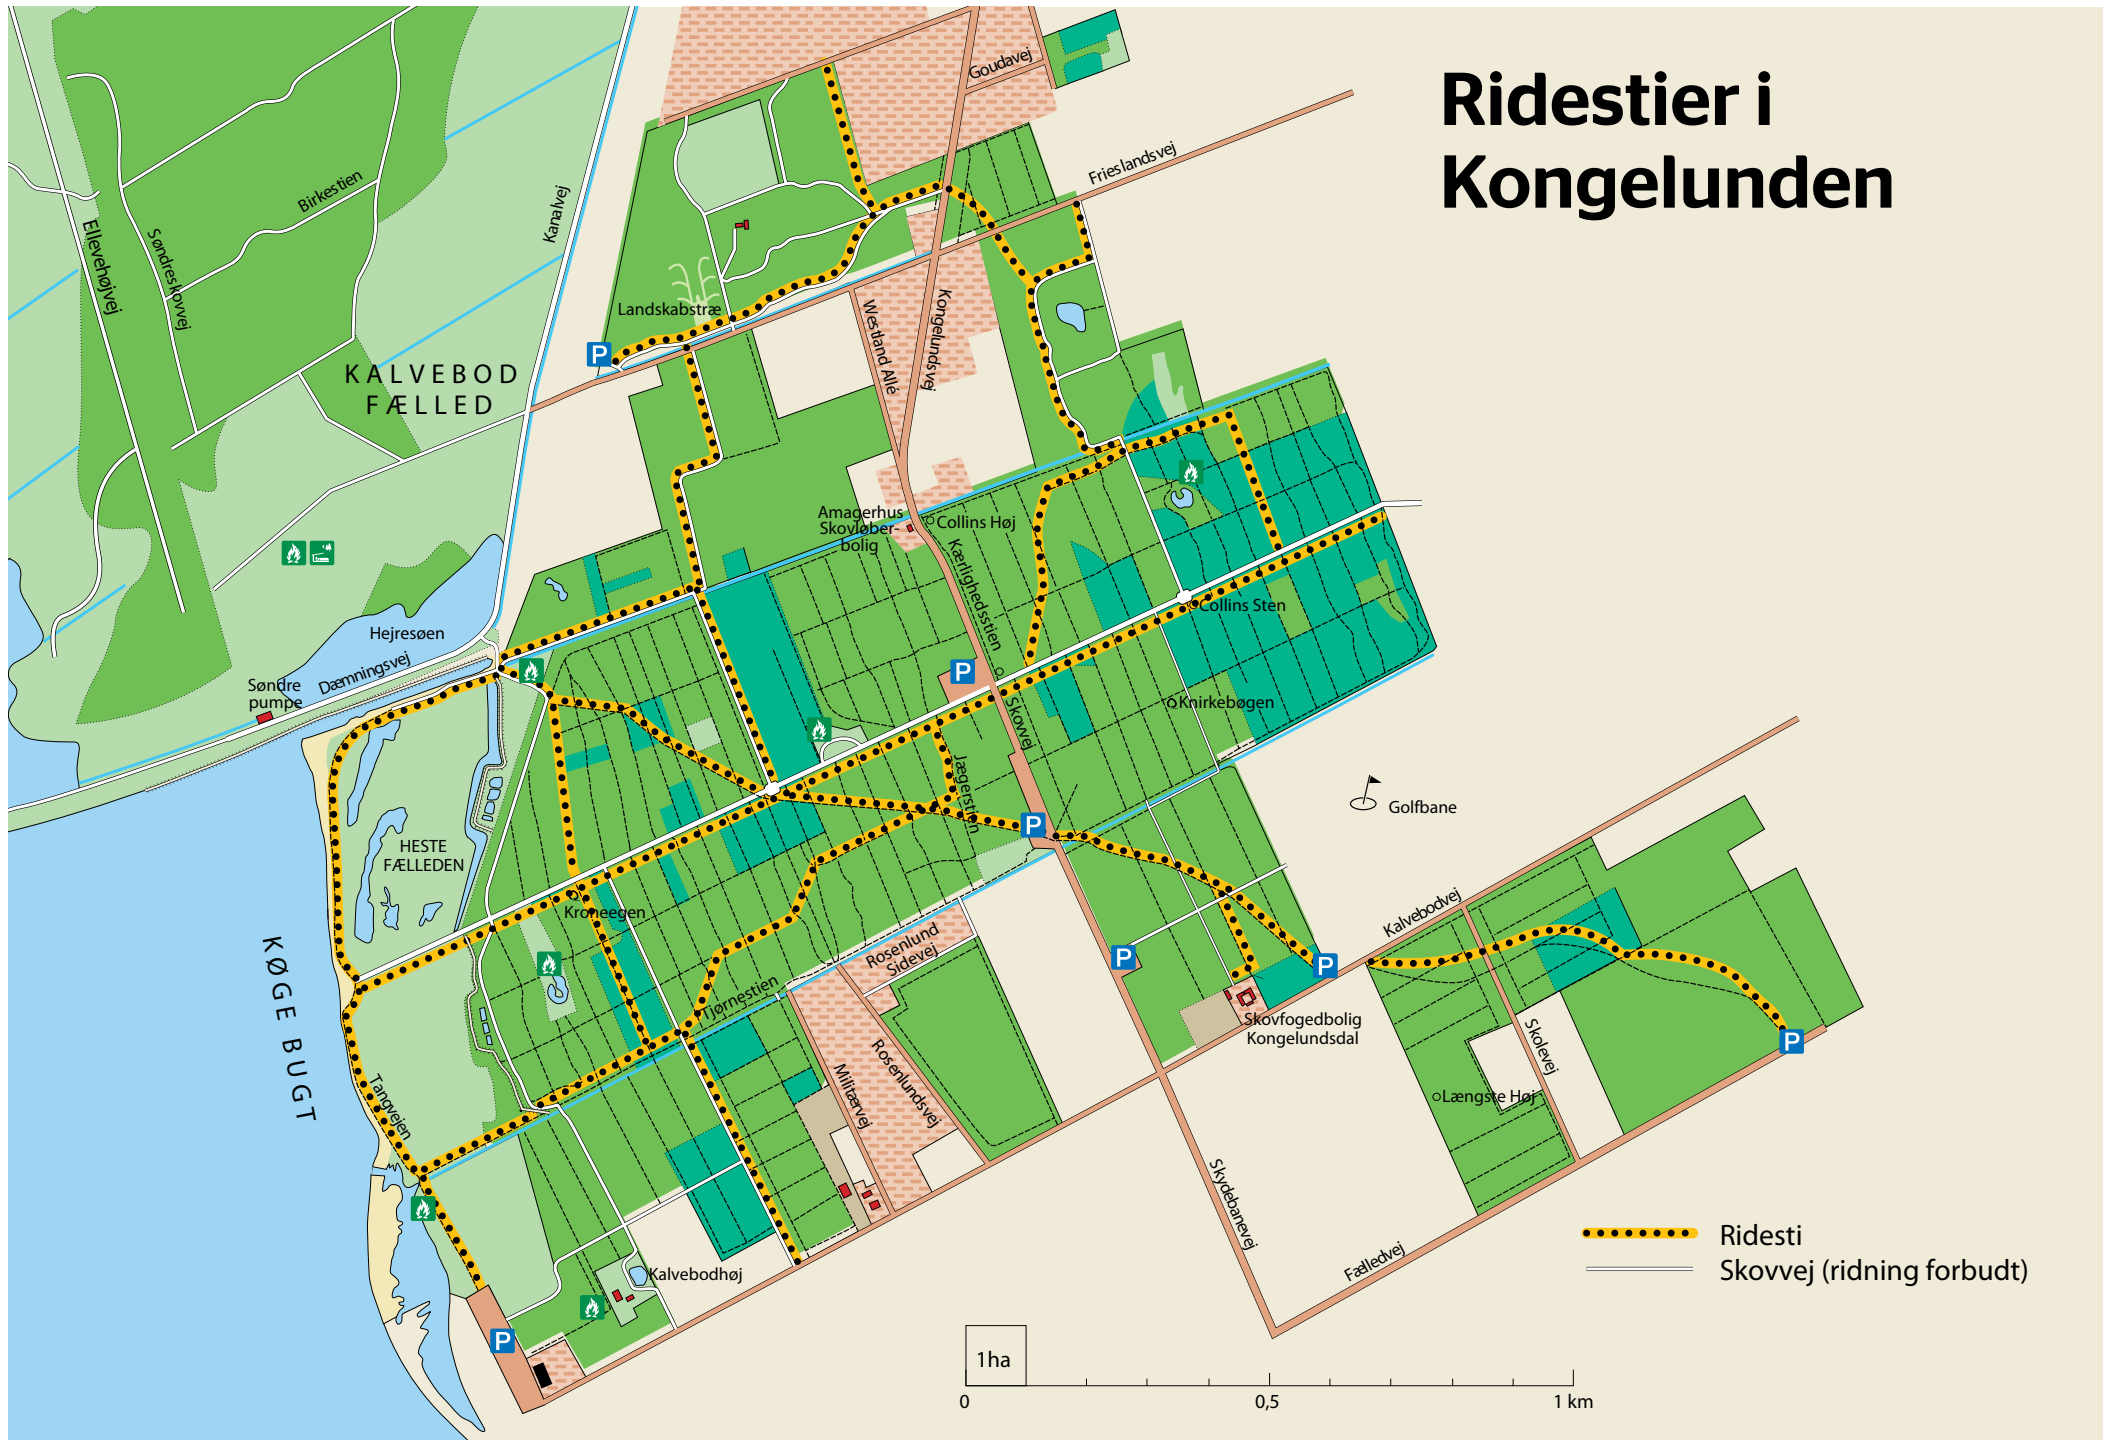 Ridestier i
Kongelunden
Goudavej
Frieslandsvej
Birkestien
Kanalvej
Ellevehøjvej
Søndreskovvej
Landskabstræ
P
Westland Allé
Kongelundsvej
KALVEBOD
FÆLLED
Amagerhus
Skovløber-
bolig
Collins Høj
Kærlighedsstien
Collins Sten
Hejresøen
Dæmningsvej
Søndre
pumpe
P
Skovvej
Knirkebøgen
Jægerstien
P
Golfbane
HESTE
FÆLLEDEN
Kroneegen
KØGE BUGT
Rosenlund
Sidevej
P
P
Kalvebodvej
Tjørnestien
Skovfogedbolig
Kongelundsdal
Skolevej
P
Tangvejen
Militærvej
Rosenlundsvej
Længste Høj
Skydebanevej
Fælledvej
Kalvebodhøj
P
Ridesti
Skovvej (ridning forbudt)
1ha
0
0,5
1 km